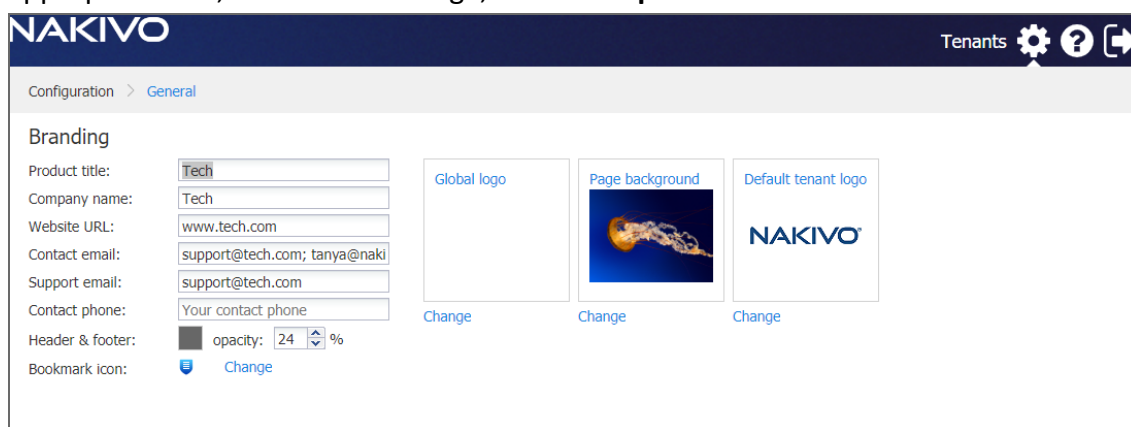 NAKIVO
Tenants
Configuration > General
Branding
Product title: Tech
Company name: Tech
Website URL: www.tech.com
Contact email: support@tech.com; tanya@naki
Support email: support@tech.com
Contact phone: Your contact phone
Header & footer: opacity: 24 %
Bookmark icon: Change
Global logo
Change
Page background
Change
Default tenant logo
NAKIVO
Change